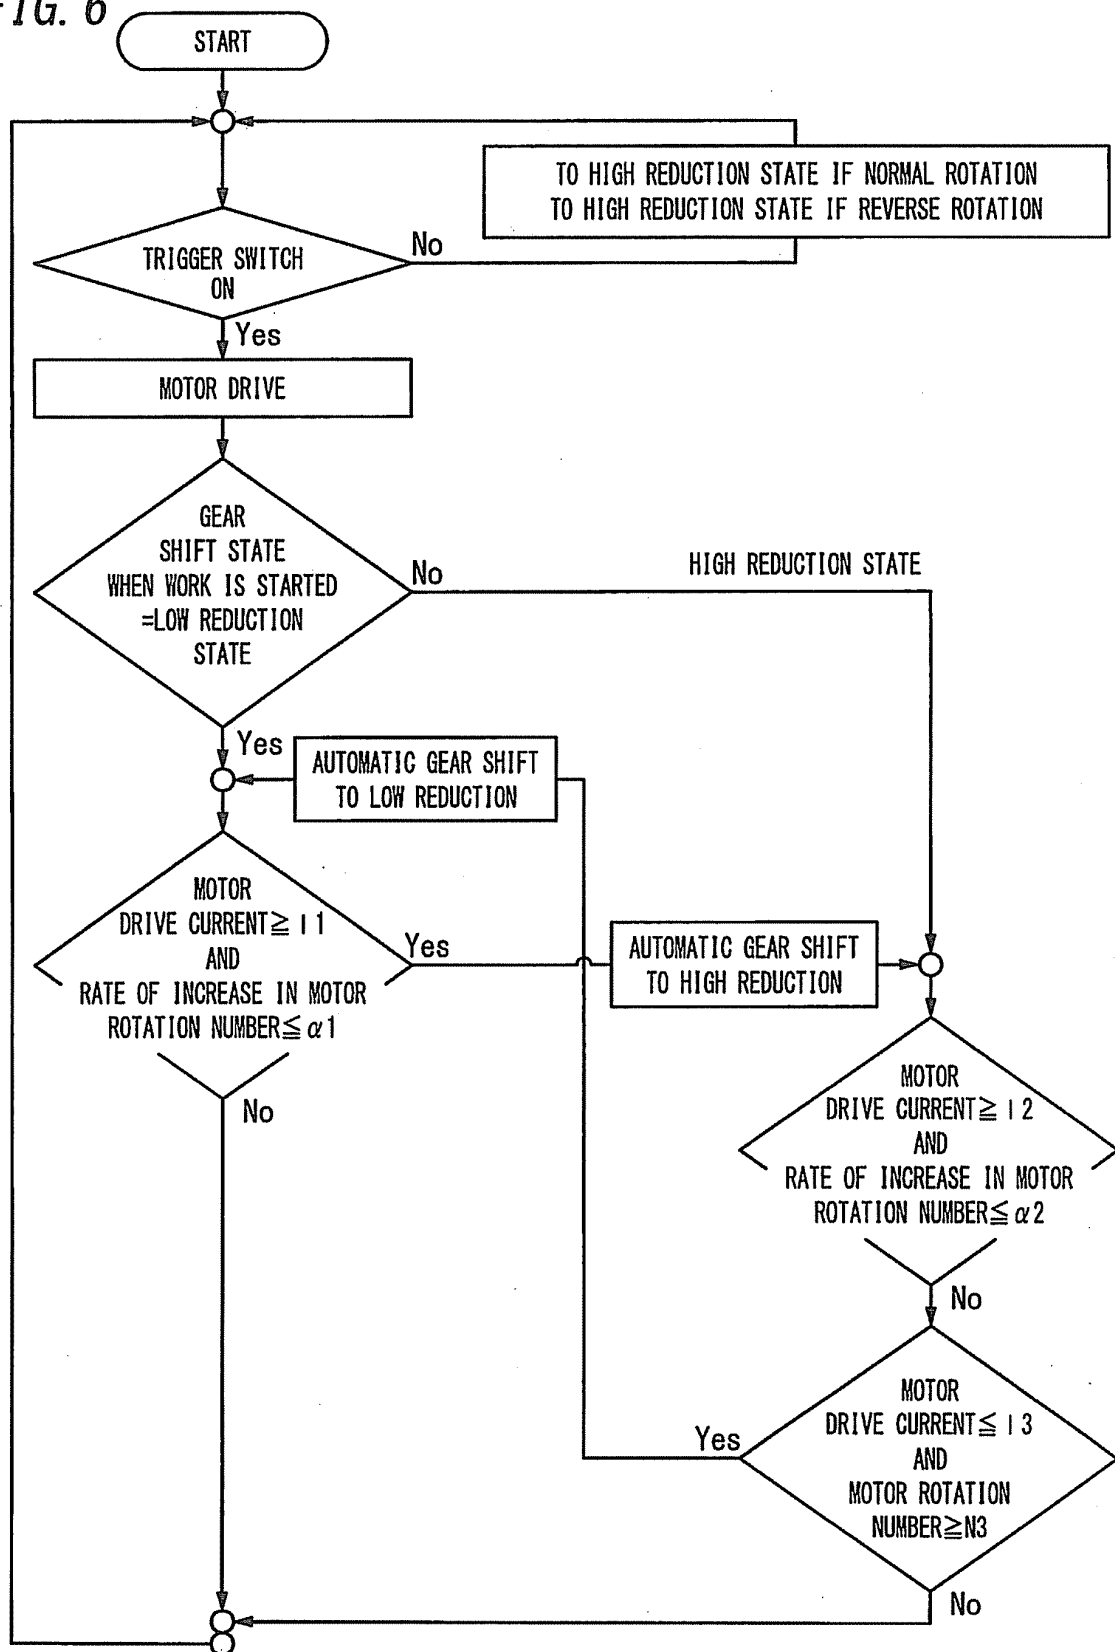 FIG. 6
START
TO HIGH REDUCTION STATE IF NORMAL ROTATION
TO HIGH REDUCTION STATE IF REVERSE ROTATION
No
TRIGGER SWITCH
ON
Yes
MOTOR DRIVE
GEAR
SHIFT STATE
WHEN WORK IS STARTED
=LOW REDUCTION
STATE
No
HIGH REDUCTION STATE
Yes
AUTOMATIC GEAR SHIFT
TO LOW REDUCTION
MOTOR
DRIVE CURRENT≧I1
AND
RATE OF INCREASE IN MOTOR
ROTATION NUMBER≦α1
Yes
AUTOMATIC GEAR SHIFT
TO HIGH REDUCTION
No
MOTOR
DRIVE CURRENT≧I2
AND
RATE OF INCREASE IN MOTOR
ROTATION NUMBER≦α2
No
MOTOR
DRIVE CURRENT≦I3
AND
MOTOR ROTATION
NUMBER≧N3
Yes
No